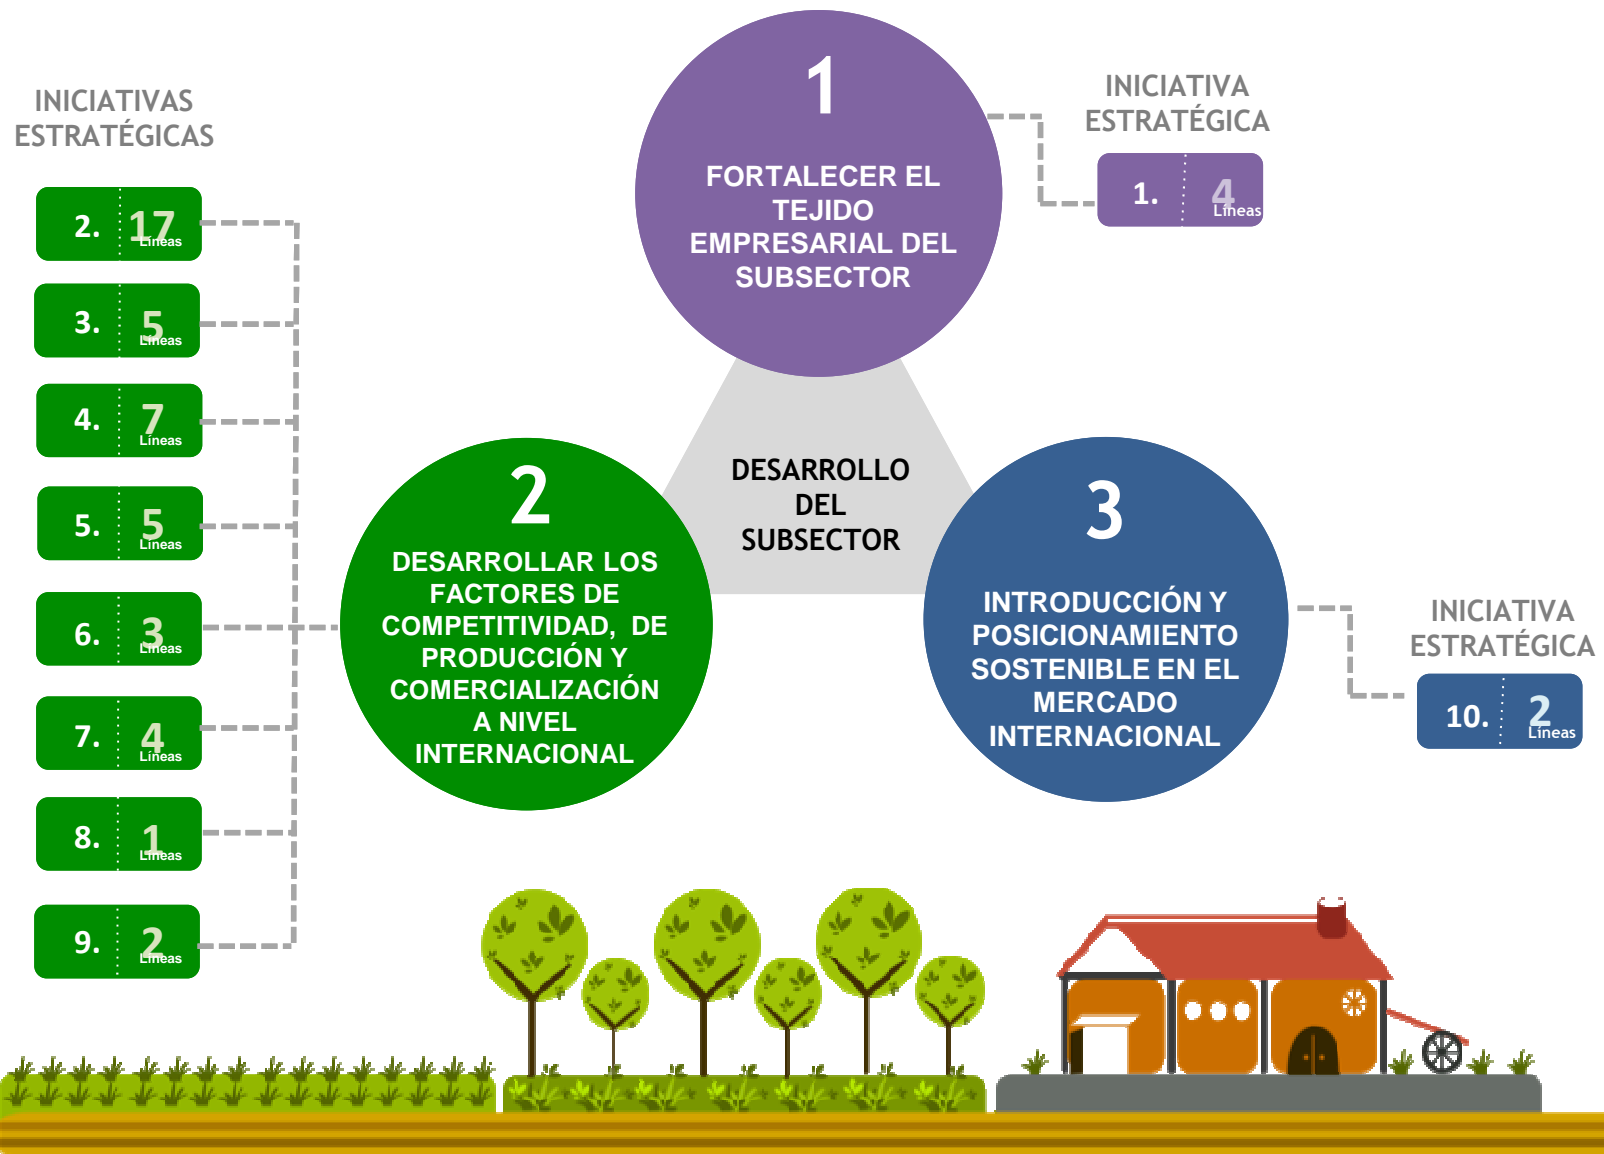 INICIATIVAS
ESTRATÉGICAS
2. 17
Líneas
3. 5
Líneas
4. 7
Líneas
5. 5
Líneas
6. 3
Líneas
7. 4
Líneas
8. 1
Líneas
9. 2
Líneas
1
FORTALECER EL
TEJIDO
EMPRESARIAL DEL
SUBSECTOR
INICIATIVA
ESTRATÉGICA
1. 4
Líneas
DESARROLLO
DEL
SUBSECTOR
2
DESARROLLAR LOS
FACTORES DE
COMPETITIVIDAD, DE
PRODUCCIÓN Y
COMERCIALIZACIÓN
A NIVEL
INTERNACIONAL
3
INTRODUCCIÓN Y
POSICIONAMIENTO
SOSTENIBLE EN EL
MERCADO
INTERNACIONAL
INICIATIVA
ESTRATÉGICA
10. 2
Líneas